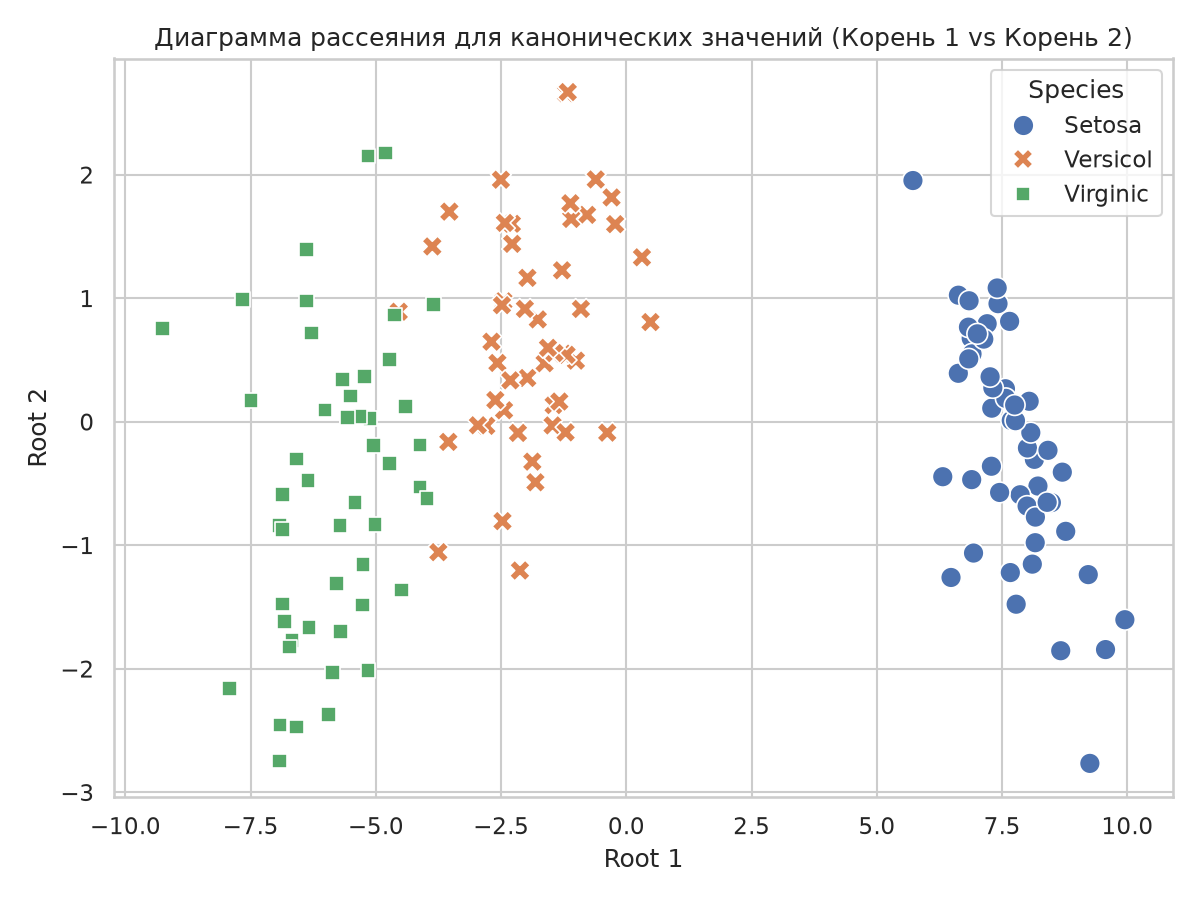 Диаграмма рассеяния для канонических значений (Корень 1 vs Корень 2)
Species
Setosa
Versicol
Virginic
Root 2
2
1
0
−1
−2
−3
−10.0 −7.5 −5.0 −2.5 0.0 2.5 5.0 7.5 10.0
Root 1